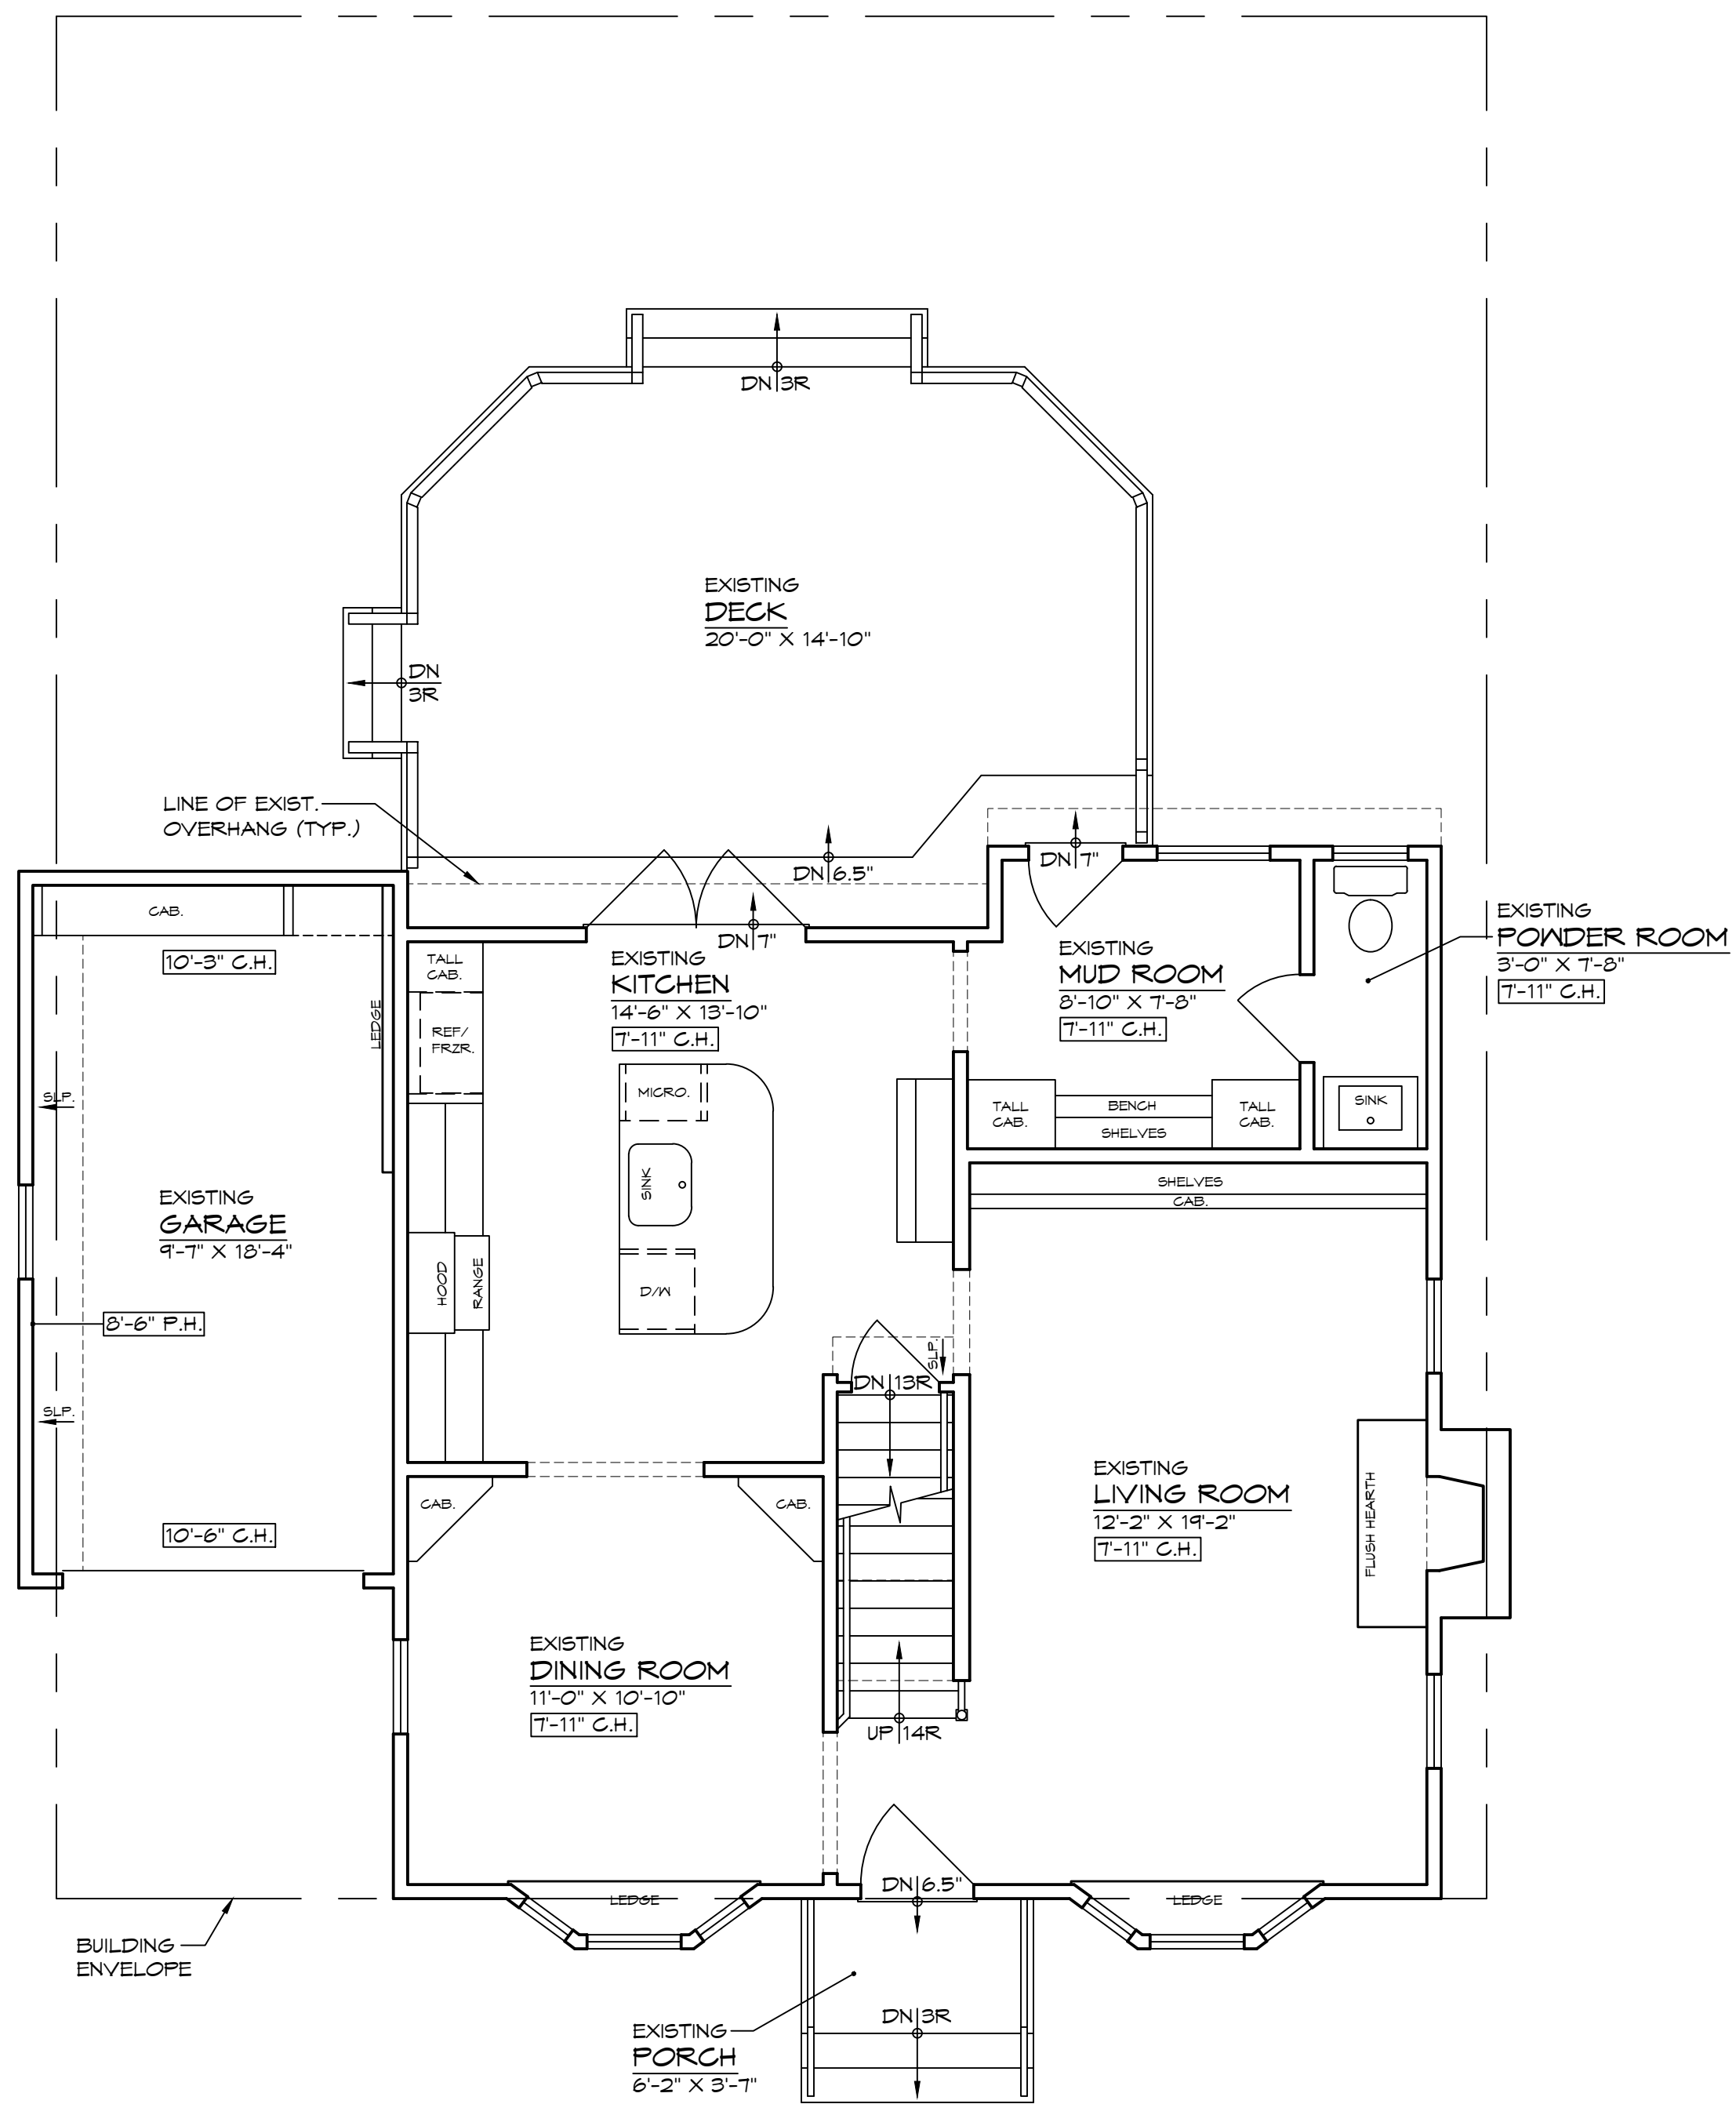 DN 3R
EXISTING
DECK
20'-0" X 14'-10"
DN
3R
LINE OF EXIST.
OVERHANG (TYP.)
DN 6.5"
DN 7"
DN 7"
CAB.
10'-3" C.H.
LEDGE
SLP.
EXISTING
GARAGE
9'-7" X 18'-4"
8'-6" P.H.
SLP.
10'-6" C.H.
TALL
CAB.
REF/
FRZR.
HOOD
RANGE
EXISTING
KITCHEN
14'-6" X 13'-10"
7'-11" C.H.
MICRO.
SINK
D/W
EXISTING
MUD ROOM
8'-10" X 7'-8"
7'-11" C.H.
TALL
CAB.
BENCH
SHELVES
TALL
CAB.
SINK
EXISTING
POWDER ROOM
3'-0" X 7'-8"
7'-11" C.H.
SHELVES
CAB.
SLP.
DN 13R
EXISTING
LIVING ROOM
12'-2" X 19'-2"
7'-11" C.H.
FLUSH HEARTH
CAB.
CAB.
EXISTING
DINING ROOM
11'-0" X 10'-10"
7'-11" C.H.
UP 14R
DN 6.5"
LEDGE
LEDGE
BUILDING
ENVELOPE
DN 3R
EXISTING
PORCH
6'-2" X 3'-7"